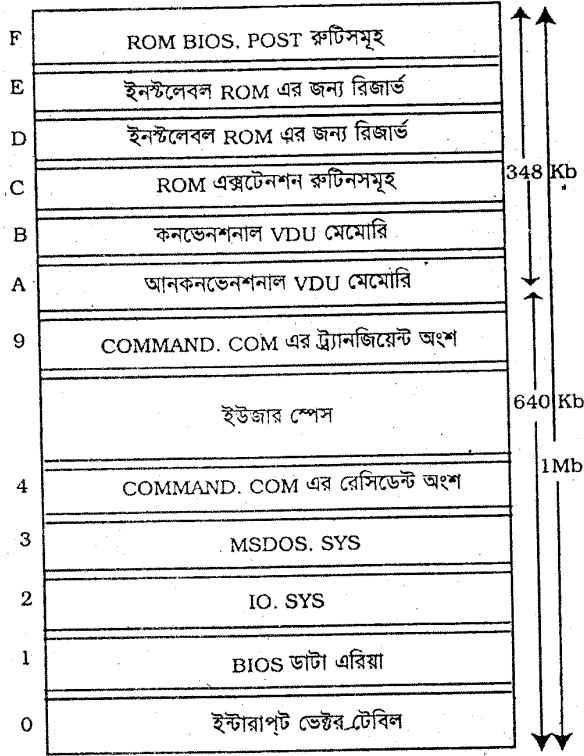 F ROM BIOS. POST রুটিসমূহ
E ইনস্টলেবল ROM এর জন্য রিজার্ভ
D ইনস্টলেবল ROM এর জন্য রিজার্ভ
C ROM এক্সটেনশন রুটিনসমূহ 348 Kb
B কনভেনশনাল VDU মেমোরি
A আনকনভেনশনাল VDU মেমোরি
9 COMMAND. COM এর ট্র্যানজিয়েন্ট অংশ
ইউজার স্পেস 640 Kb
1Mb
4 COMMAND. COM এর রেসিডেন্ট অংশ
3 MSDOS. SYS
2 IO. SYS
1 BIOS ডাটা এরিয়া
0 ইন্টারাপ্ট ভেক্টর টেবিল